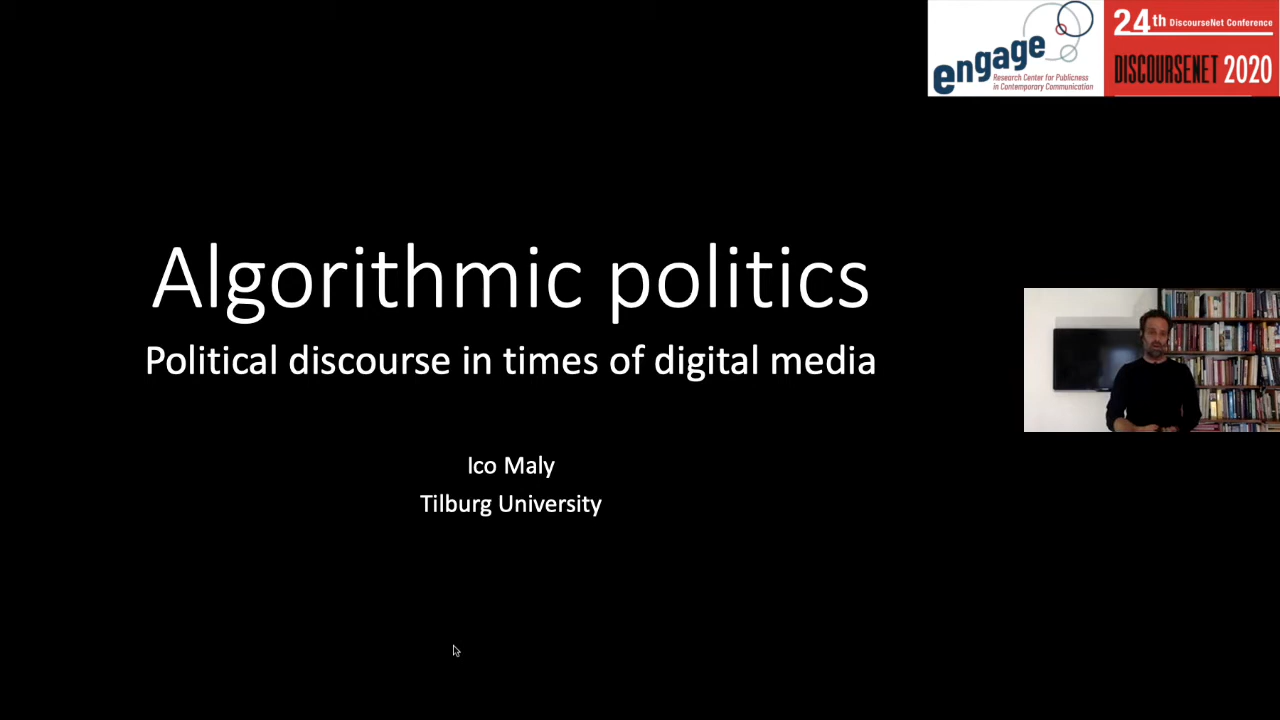 engage
Research Center for Publicness
in Contemporary Communication
24th DiscourseNet Conference
DISCOURSENET 2020
Algorithmic politics
Political discourse in times of digital media
Ico Maly
Tilburg University